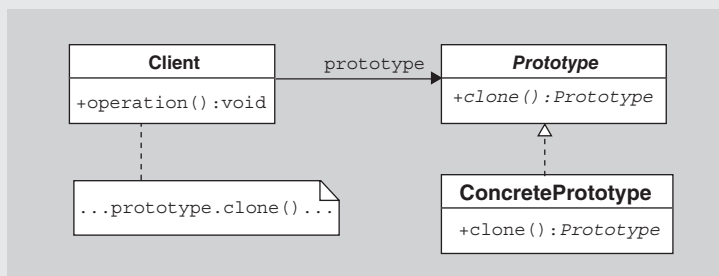 Client
+operation():void
prototype
Prototype
+clone():Prototype
...prototype.clone()...
ConcretePrototype
+clone():Prototype